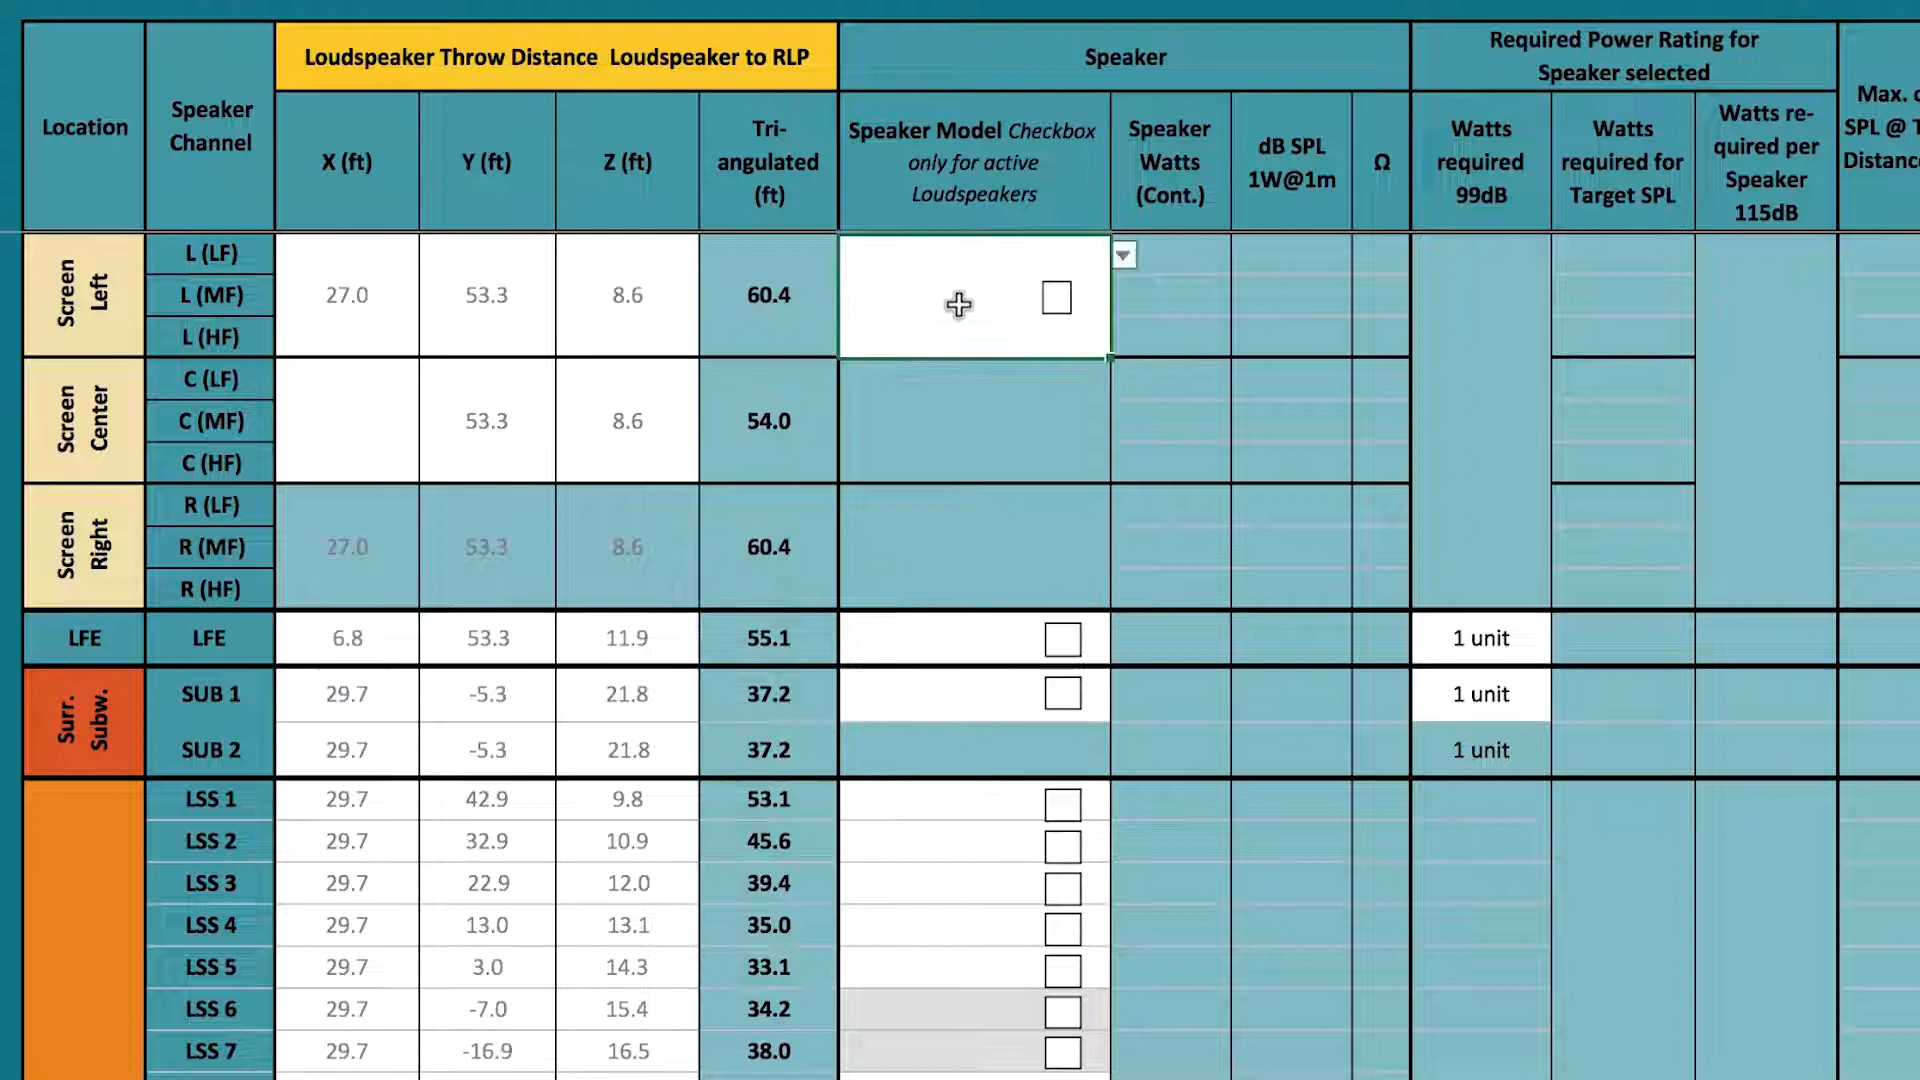 Location
Speaker
Channel
Loudspeaker Throw Distance Loudspeaker to RLP
X (ft)
Y (ft)
Z (ft)
Tri-
angulated
(ft)
Speaker
Speaker Model Checkbox
only for active
Loudspeakers
Speaker
Watts
(Cont.)
dB SPL
1W@1m
Ω
Required Power Rating for
Speaker selected
Watts
required
99dB
Watts
required for
Target SPL
Watts re-
quired per
Speaker
115dB
Max.
SPL @
Screen
Left
L (LF)
L (MF) 27.0 53.3 8.6 60.4
L (HF)
Screen
Center
C (LF)
C (MF) 53.3 8.6 54.0
C (HF)
Screen
Right
R (LF)
R (MF) 27.0 53.3 8.6 60.4
R (HF)
LFE LFE 6.8 53.3 11.9 55.1 1 unit
Surr.
Subw.
SUB 1 29.7 -5.3 21.8 37.2 1 unit
SUB 2 29.7 -5.3 21.8 37.2 1 unit
LSS 1 29.7 42.9 9.8 53.1
LSS 2 29.7 32.9 10.9 45.6
LSS 3 29.7 22.9 12.0 39.4
LSS 4 29.7 13.0 13.1 35.0
LSS 5 29.7 3.0 14.3 33.1
LSS 6 29.7 -7.0 15.4 34.2
LSS 7 29.7 -16.9 16.5 38.0